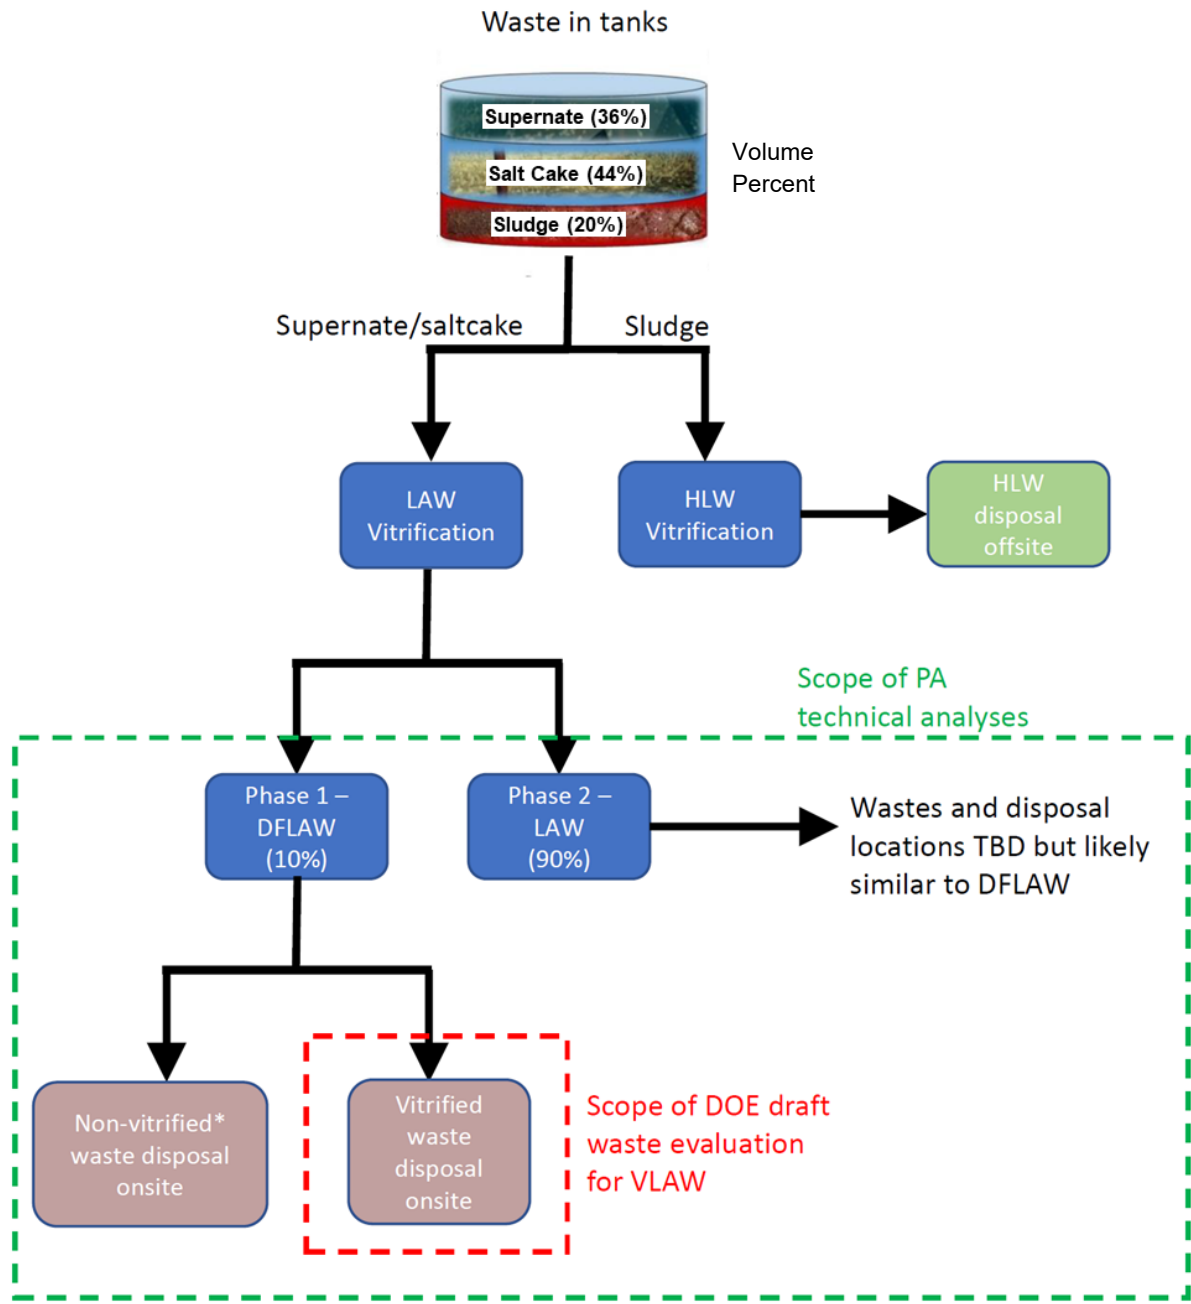 Waste in tanks
Supernate (36%)
Salt Cake (44%)
Sludge (20%)
Volume
Percent
Supernate/saltcake
Sludge
LAW
Vitrification
HLW
Vitrification
HLW
disposal
offsite
Scope of PA
technical analyses
Phase 1 –
DFLAW
(10%)
Phase 2 –
LAW
(90%)
Wastes and disposal
locations TBD but likely
similar to DFLAW
Non-vitrified*
waste disposal
onsite
Vitrified
waste
disposal
onsite
Scope of DOE draft
waste evaluation
for VLAW